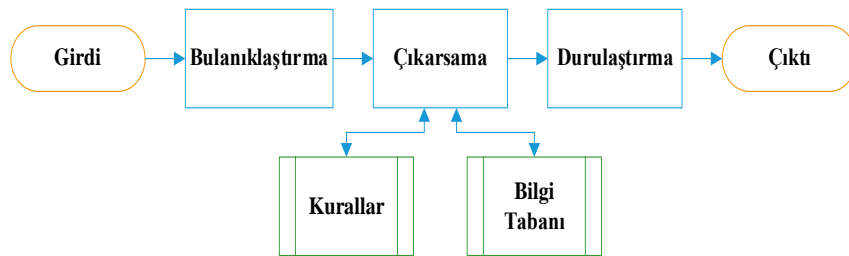 Girdi
Bulanıklaştırma
Çıkarsama
Durulaştırma
Çıktı
Kurallar
Bilgi
Tabanı